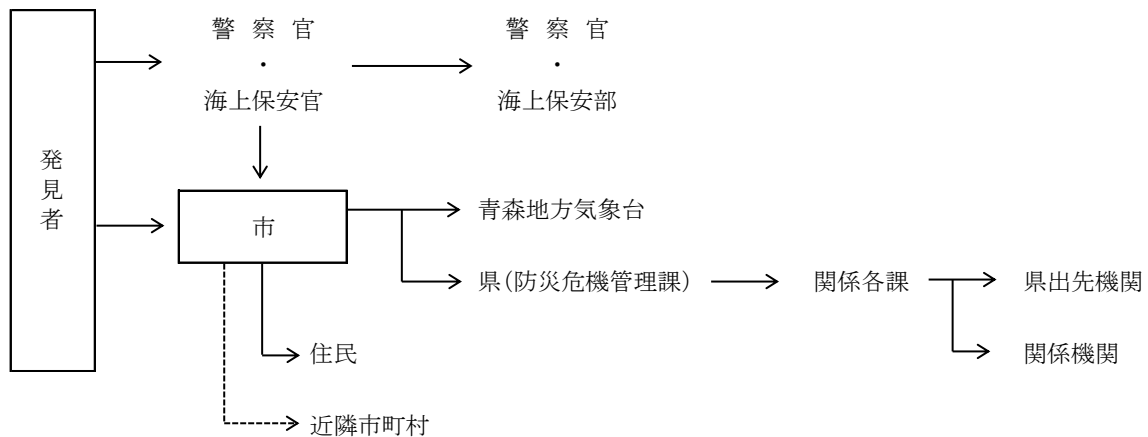 発見者
警 察 官
・
海上保安官
警 察 官
・
海上保安部
市
青森地方気象台
県(防災危機管理課)
関係各課
県出先機関
関係機関
住民
近隣市町村